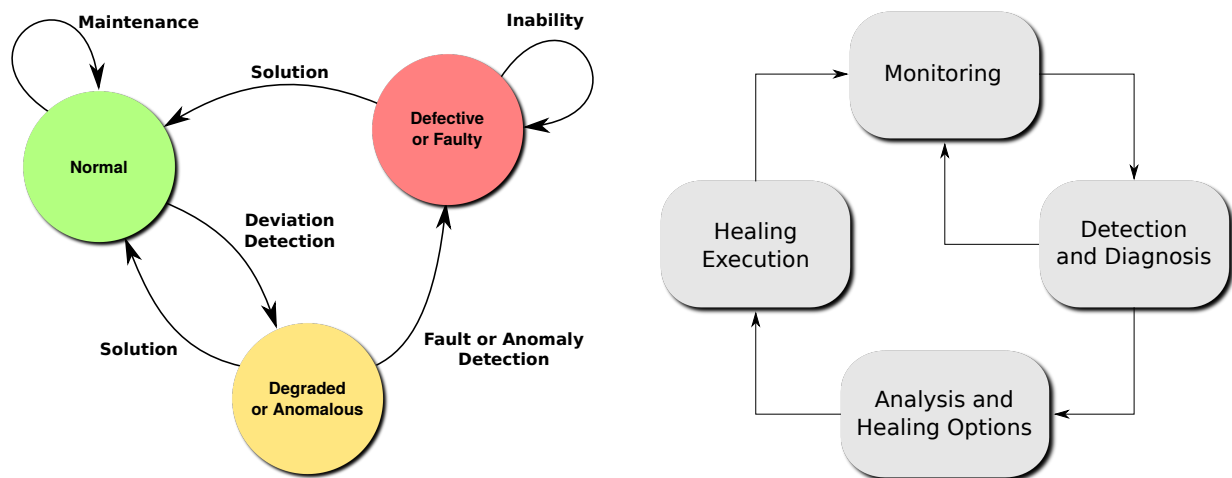 Maintenance
Inability
Solution
Defective
or Faulty
Normal
Deviation
Detection
Solution
Fault or Anomaly
Detection
Degraded
or Anomalous
Monitoring
Healing
Execution
Detection
and Diagnosis
Analysis and
Healing Options